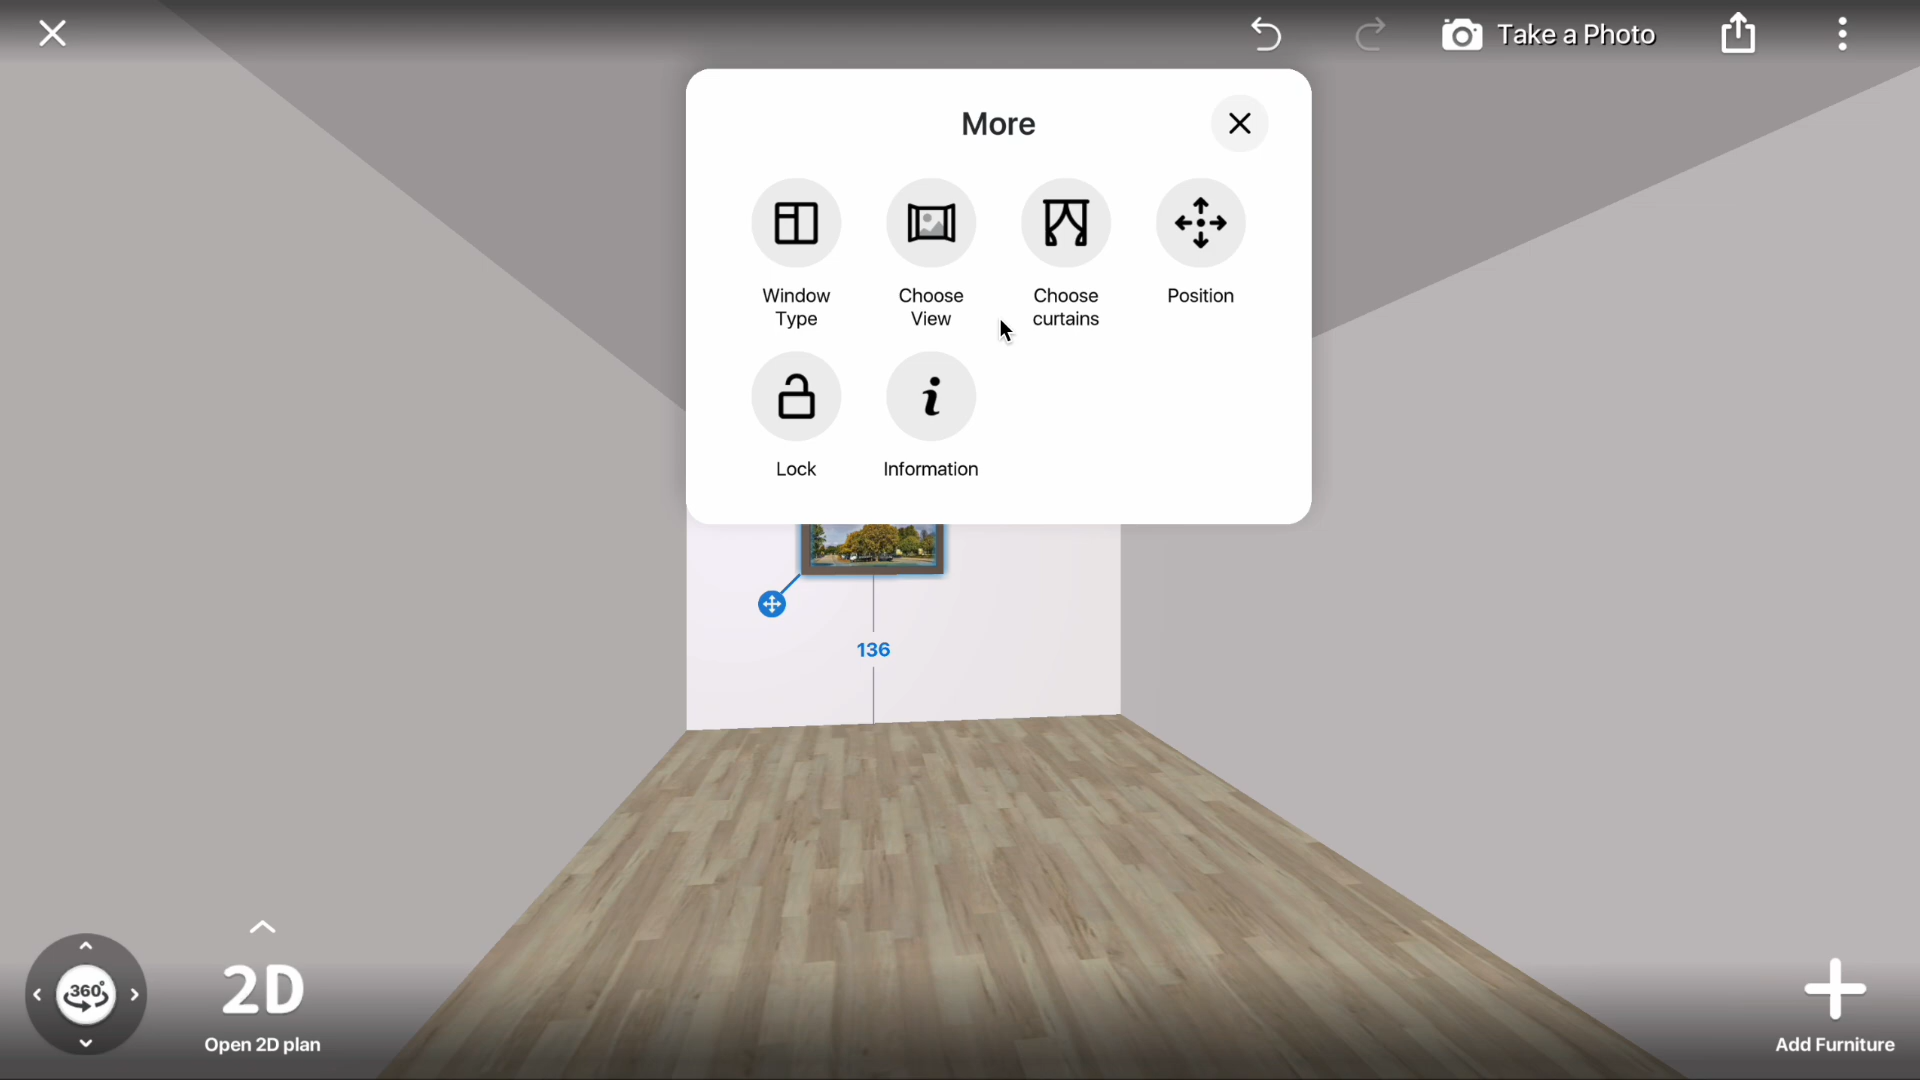 Take a Photo
More
Window
Type
Choose
View
Choose
curtains
Position
Lock
Information
136
360°
2D
Open 2D plan
Add Furniture